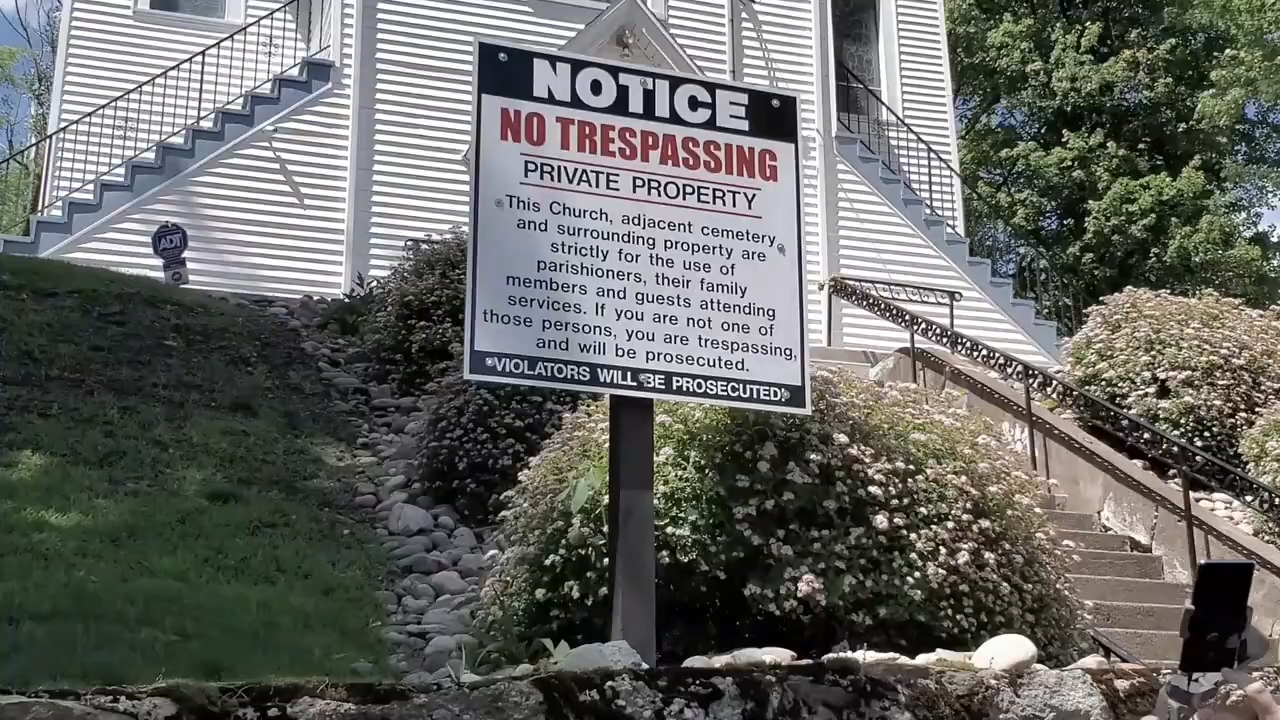 NOTICE
NO TRESPASSING
PRIVATE PROPERTY
This Church, adjacent cemetery
and surrounding property are
strictly for the use of
parishioners, their family
members and guests attending
services. If you are not one of
those persons, you are trespassing,
and will be prosecuted.
VIOLATORS WILL BE PROSECUTED!
ADT